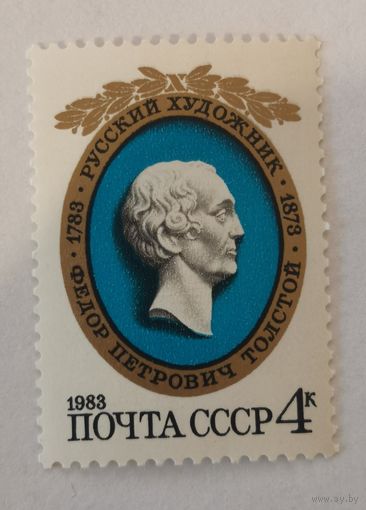 1783 · РУССКИЙ ХУДОЖНИК · 1873
· ФЕДОР ПЕТРОВИЧ ТОЛСТОЙ ·
1983
ПОЧТА СССР 4К
www.ay.by